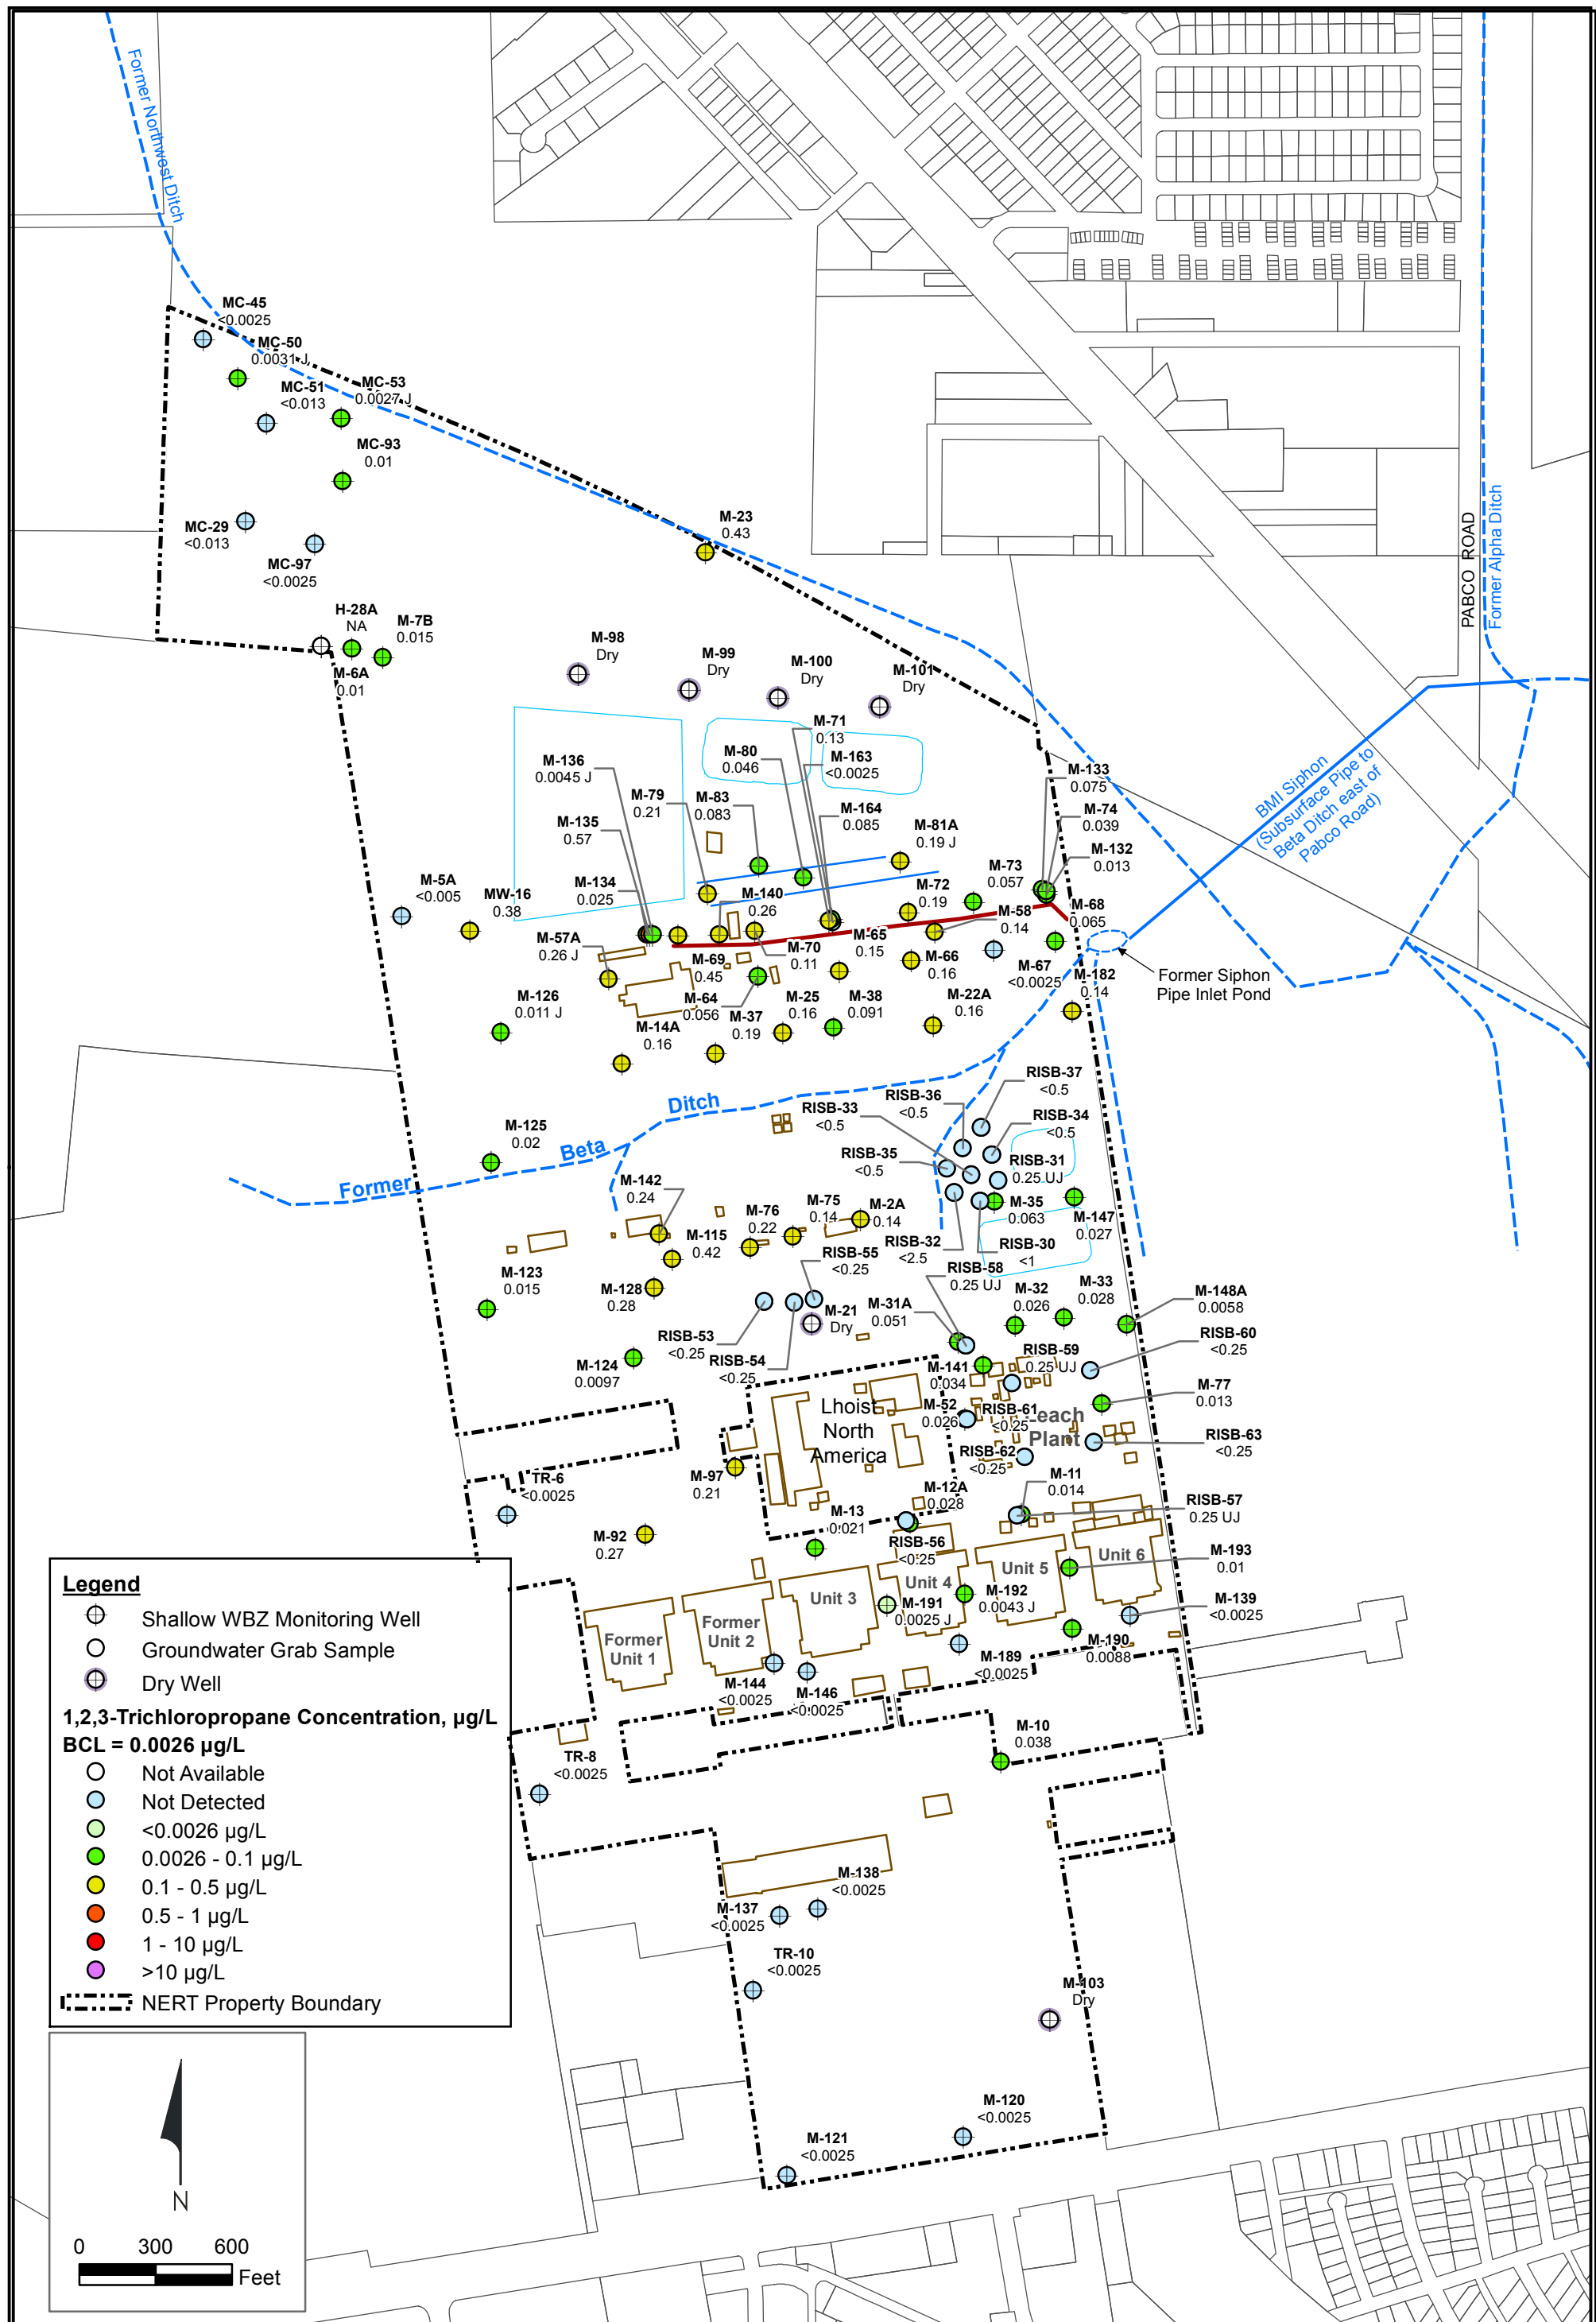 Former Northwest Ditch
MC-45
<0.0025
MC-50
0.0031 J
MC-51
<0.013
MC-53
0.0027 J
MC-93
0.01
MC-29
<0.013
MC-97
<0.0025
M-23
0.43
PABCO ROAD
Former Alpha Ditch
H-28A
NA
M-7B
0.015
M-6A
0.01
M-98
Dry
M-99
Dry
M-100
Dry
M-101
Dry
M-71
0.13
M-80
0.046
M-163
<0.0025
M-136
0.0045 J
M-79
0.21
M-83
0.083
M-164
0.085
M-133
0.075
M-74
0.039
M-132
0.013
BMI Siphon
(Subsurface Pipe to
Beta Ditch east of
Pabco Road)
M-135
0.57
M-81A
0.19 J
M-5A
<0.005
MW-16
0.38
M-134
0.025
M-140
0.26
M-72
0.19
M-73
0.057
M-58
0.14
M-68
0.065
M-57A
0.26 J
M-69
0.45
M-70
0.11
M-65
0.15
M-66
0.16
M-67
<0.0025
M-182
0.14
Former Siphon
Pipe Inlet Pond
M-126
0.011 J
M-64
0.056
M-14A
0.16
M-37
0.19
M-25
0.16
M-38
0.091
M-22A
0.16
Former Beta Ditch
M-125
0.02
RISB-37
<0.5
RISB-36
<0.5
RISB-33
<0.5
RISB-34
<0.5
RISB-35
<0.5
RISB-31
0.25 UJ
M-35
0.063
M-147
0.027
RISB-32
<2.5
RISB-30
<1
M-142
0.24
M-115
0.42
M-76
0.22
M-75
0.14
M-2A
0.14
RISB-55
<0.25
RISB-58
0.25 UJ
M-123
0.015
M-128
0.28
M-21
Dry
M-31A
0.051
M-32
0.026
M-33
0.028
M-148A
0.0058
RISB-53
<0.25
RISB-54
<0.25
M-124
0.0097
M-141
0.034
RISB-59
0.25 UJ
RISB-60
<0.25
M-77
0.013
Lhoist
North
America
M-52
0.026
RISB-61
<0.25
Leach
Plant
RISB-62
<0.25
RISB-63
<0.25
TR-6
<0.0025
M-97
0.21
M-92
0.27
M-13
0.021
M-12A
0.028
RISB-56
<0.25
M-11
0.014
RISB-57
0.25 UJ
M-193
0.01
Former
Unit 1
Former
Unit 2
Unit 3
Unit 4
Unit 5
Unit 6
M-191
0.0025 J
M-192
0.0043 J
M-139
<0.0025
M-190
0.0088
M-189
<0.0025
M-144
<0.0025
M-146
<0.0025
M-10
0.038
TR-8
<0.0025
M-138
<0.0025
M-137
<0.0025
TR-10
<0.0025
M-103
Dry
M-120
<0.0025
M-121
<0.0025
Legend
Shallow WBZ Monitoring Well
Groundwater Grab Sample
Dry Well
1,2,3-Trichloropropane Concentration, µg/L
BCL = 0.0026 µg/L
Not Available
Not Detected
<0.0026 µg/L
0.0026 - 0.1 µg/L
0.1 - 0.5 µg/L
0.5 - 1 µg/L
1 - 10 µg/L
>10 µg/L
NERT Property Boundary
N
0 300 600
Feet